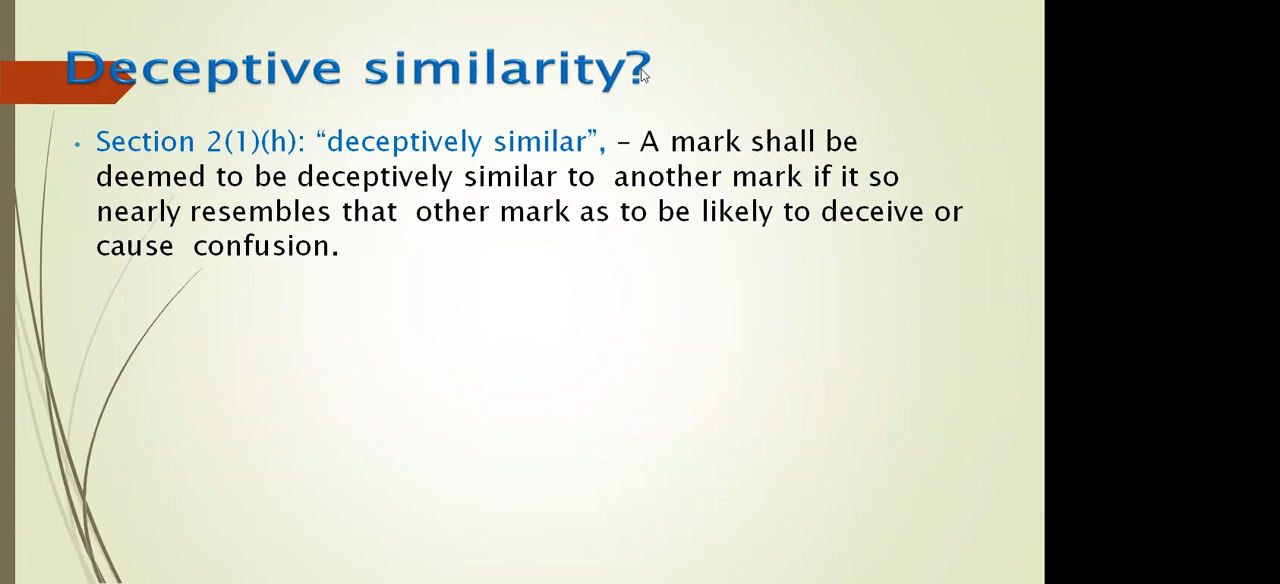 Deceptive similarity?
• Section 2(1)(h): “deceptively similar”, – A mark shall be
deemed to be deceptively similar to another mark if it so
nearly resembles that other mark as to be likely to deceive or
cause confusion.